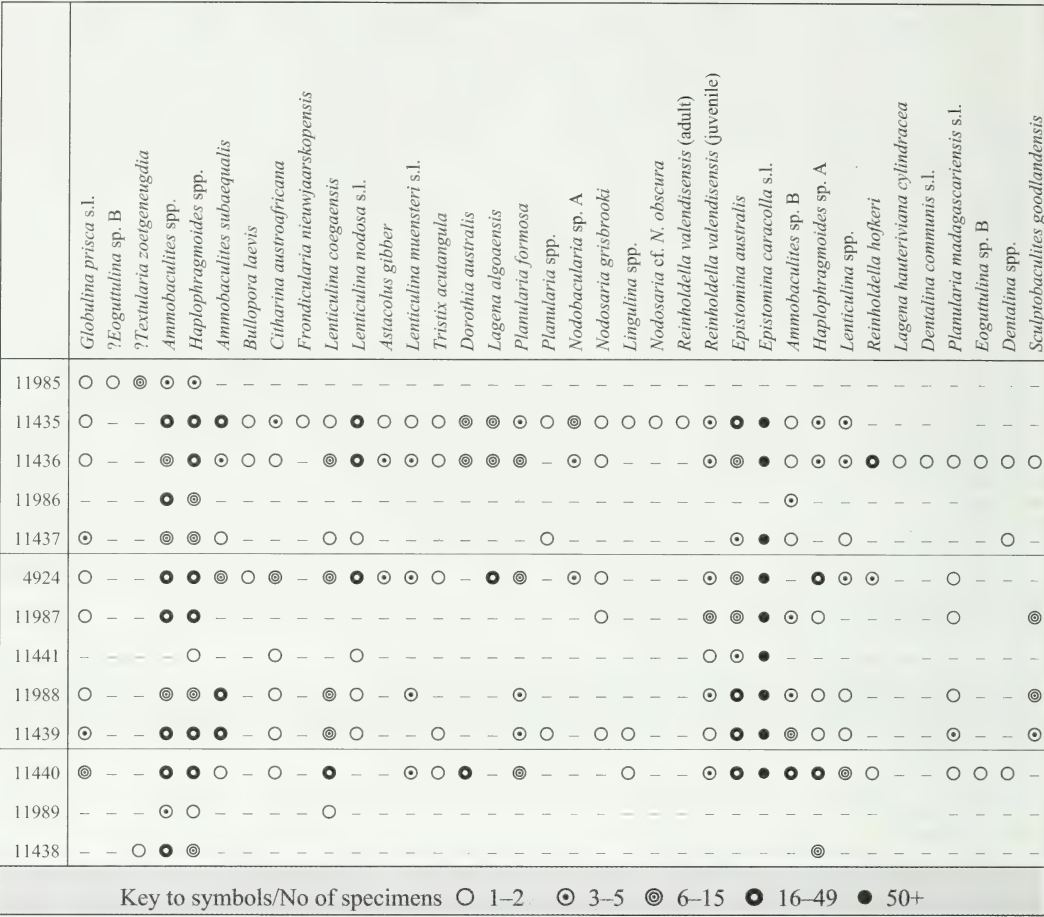 Globulina prisca s.l.
?Eoguttulina sp. B
?Textularia zoetgeneugdia
Ammobaculites spp.
Haplophragmoides spp.
Ammobaculites subaequalis
Bullopora laevis
Citharina austroafricana
Frondicularia nieuwjaarskopensis
Lenticulina coegaensis
Lenticulina nodosa s.l.
Astacolus gibber
Lenticulina muensteri s.l.
Tristix acutangula
Dorothia australis
Lagena algoaensis
Planularia formosa
Planularia spp.
Nodobacularia sp. A
Nodosaria grisbrooki
Lingulina spp.
Nodosaria cf. N. obscura
Reinholdella valendisensis (adult)
Reinholdella valendisensis (juvenile)
Epistomina australis
Epistomina caracolla s.l.
Ammobaculites sp. B
Haplophragmoides sp. A
Lenticulina spp.
Reinholdella hofkeri
Lagena hauteriviana cylindracea
Dentalina communis s.l.
Planularia madagascariensis s.l.
Eoguttulina sp. B
Dentalina spp.
Sculptobaculites goodlandensis
11985
11435
11436
11986
11437
4924
11987
11441
11988
11439
11440
11989
11438
Key to symbols/No of specimens ○ 1–2 ⊙ 3–5 ◎ 6–15 ⭘ 16–49 ● 50+